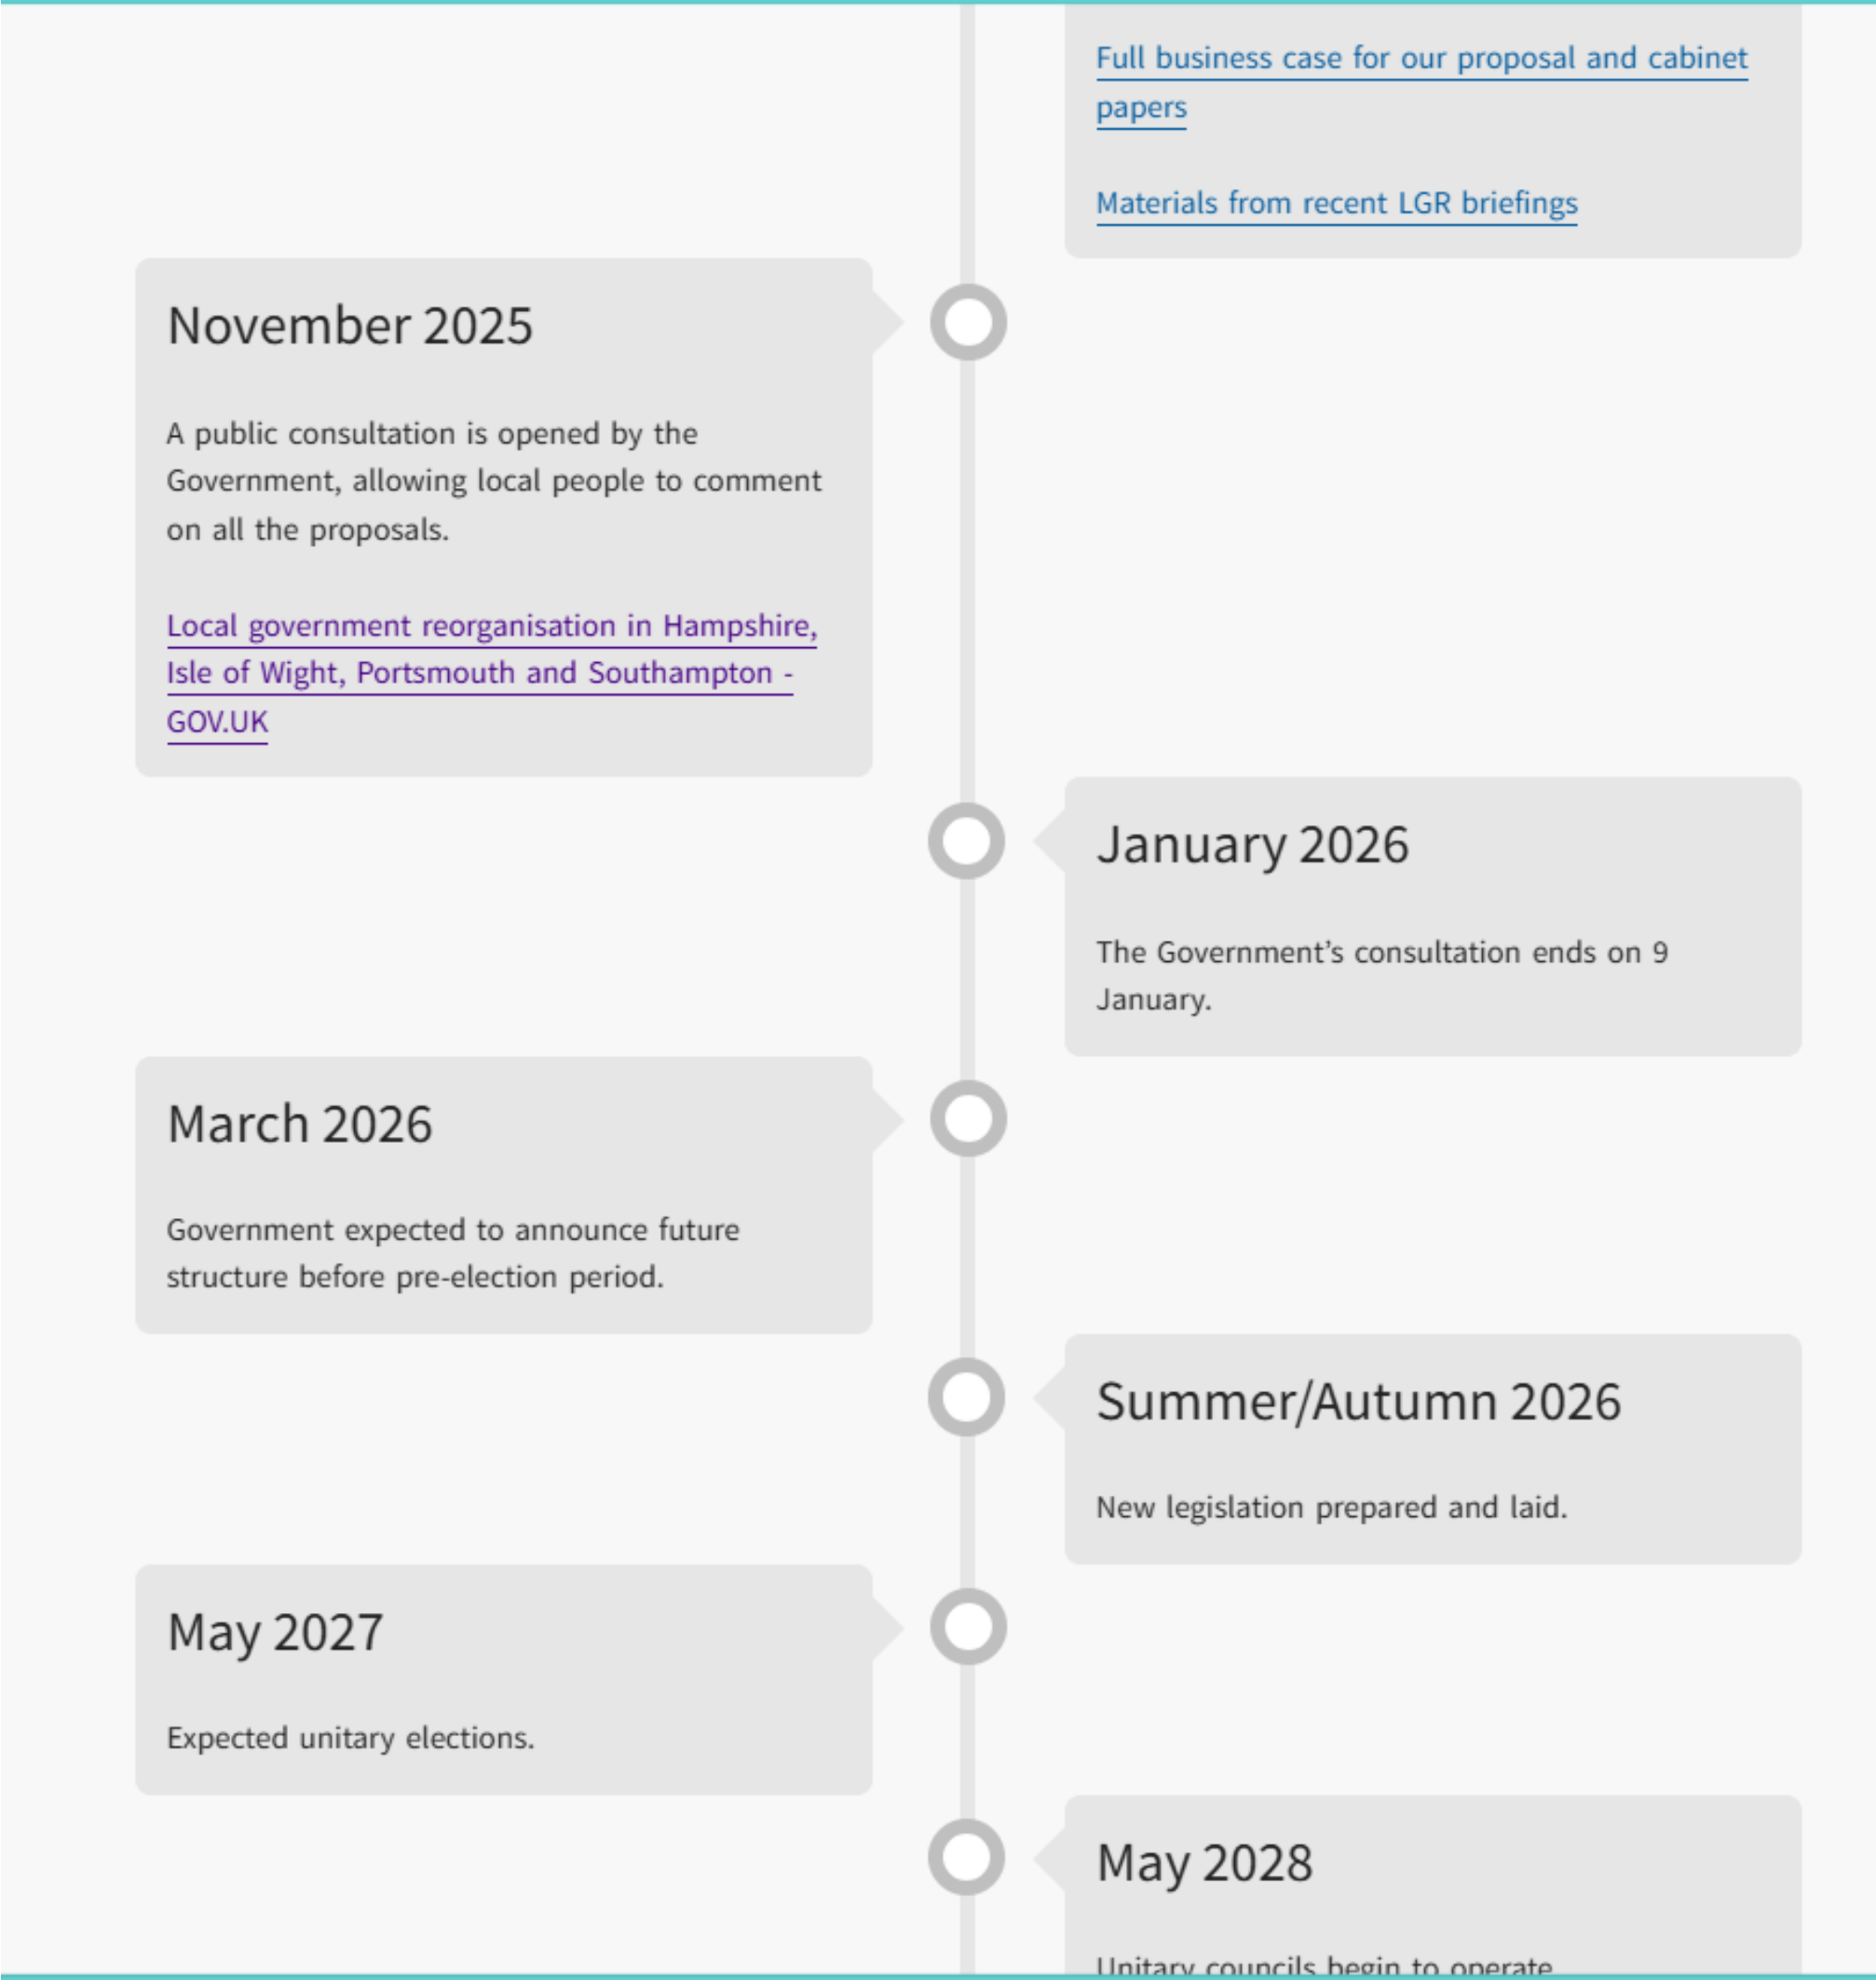 Full business case for our proposal and cabinet
papers
Materials from recent LGR briefings
November 2025
A public consultation is opened by the
Government, allowing local people to comment
on all the proposals.
Local government reorganisation in Hampshire,
Isle of Wight, Portsmouth and Southampton -
GOV.UK
January 2026
The Government’s consultation ends on 9
January.
March 2026
Government expected to announce future
structure before pre-election period.
Summer/Autumn 2026
New legislation prepared and laid.
May 2027
Expected unitary elections.
May 2028
Unitary councils begin to operate